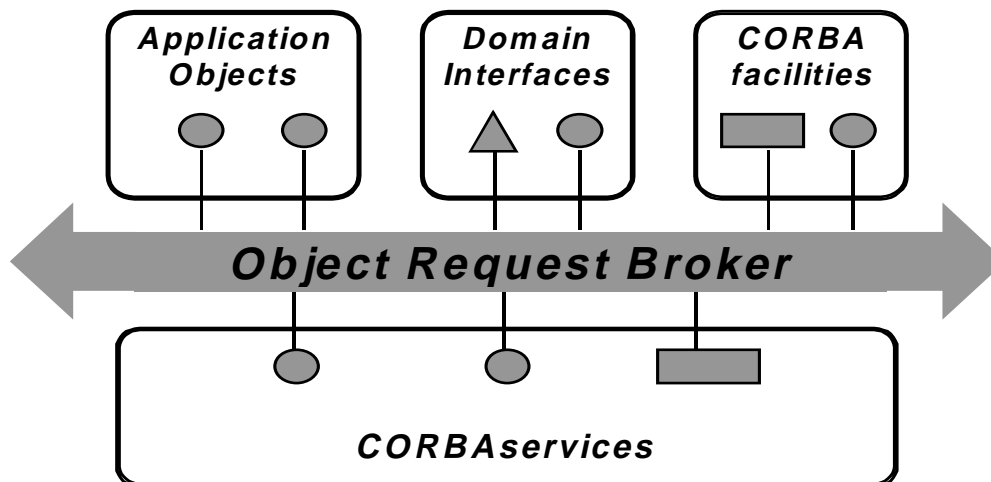 Application
Objects
Domain
Interfaces
CORBA
facilities
Object Request Broker
CORBAservices